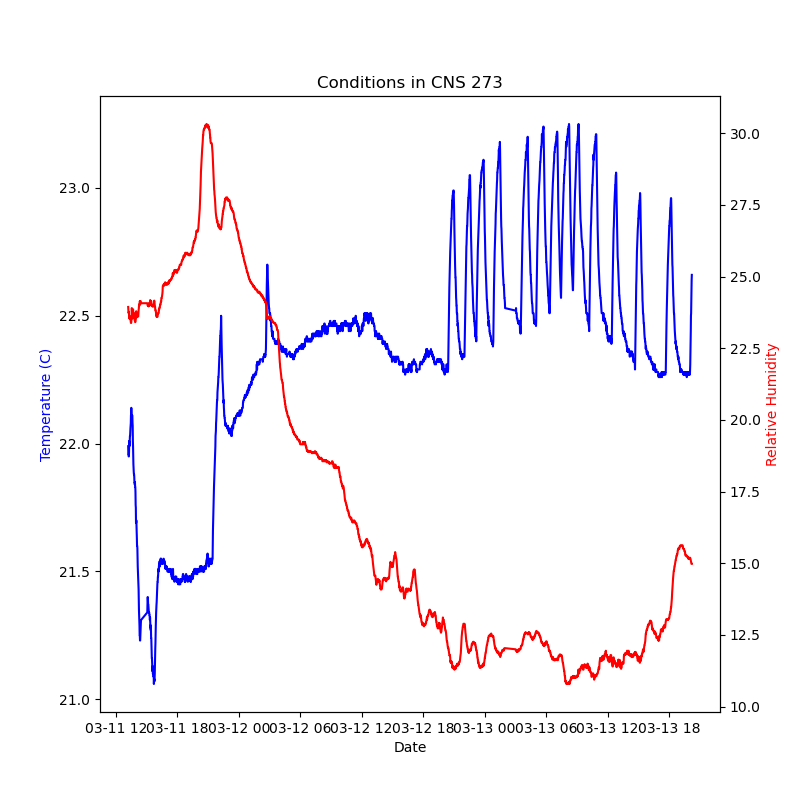 Conditions in CNS 273
23.0
22.5
22.0
21.5
21.0
Temperature (C)
30.0
27.5
25.0
22.5
20.0
17.5
15.0
12.5
10.0
Relative Humidity
03-11 12 03-11 18 03-12 00 03-12 06 03-12 12 03-12 18 03-13 00 03-13 06 03-13 12 03-13 18
Date